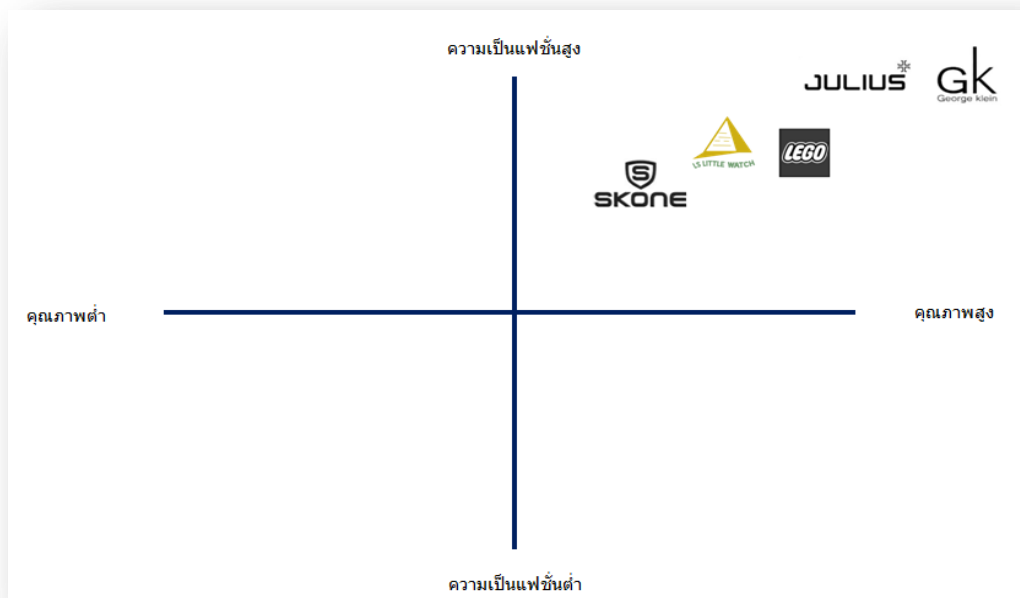 ความเป็นแฟชั่นสูง
JULIUS
Gk
George klein
LS LITTLE WATCH
LEGO
S
SKONE
คุณภาพต่ำ
คุณภาพสูง
ความเป็นแฟชั่นต่ำ